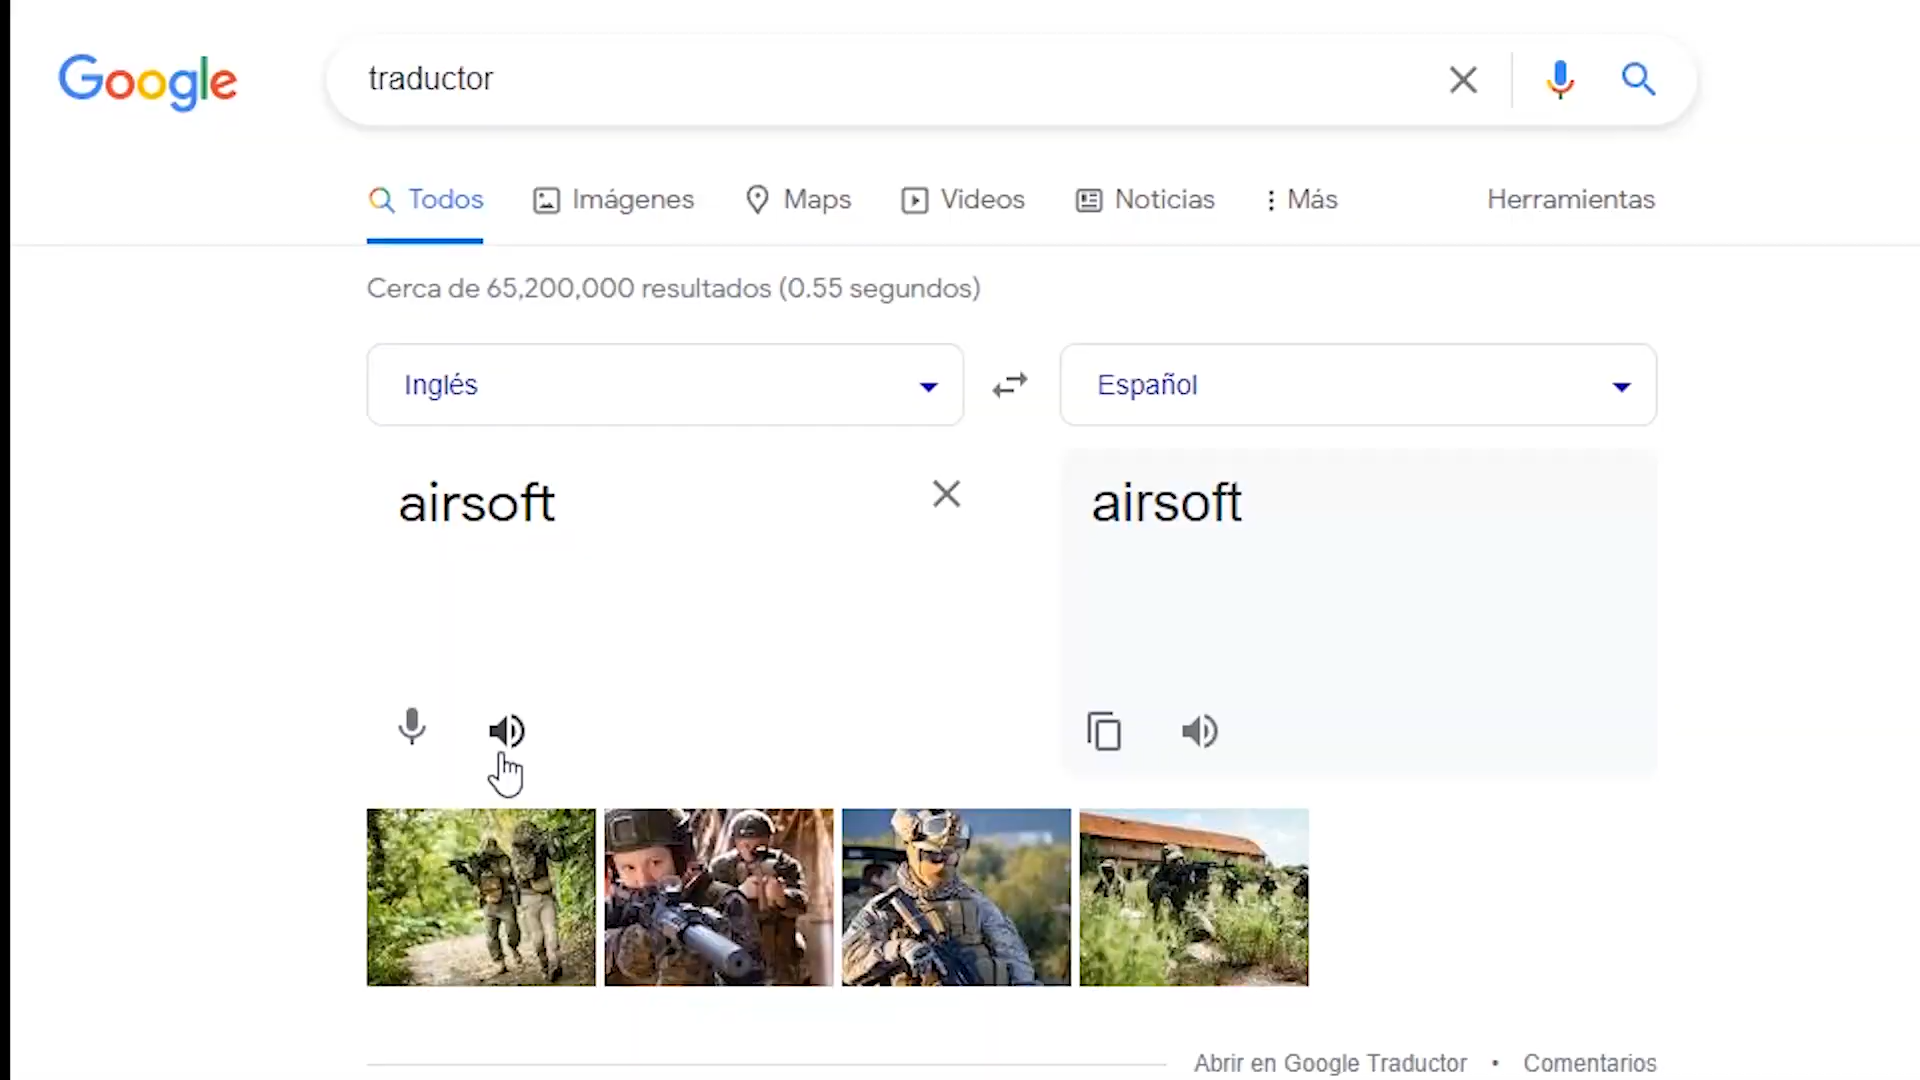 Google
traductor
Todos Imágenes Maps Videos Noticias Más Herramientas
Cerca de 65,200,000 resultados (0.55 segundos)
Inglés Español
airsoft airsoft
Abrir en Google Traductor • Comentarios